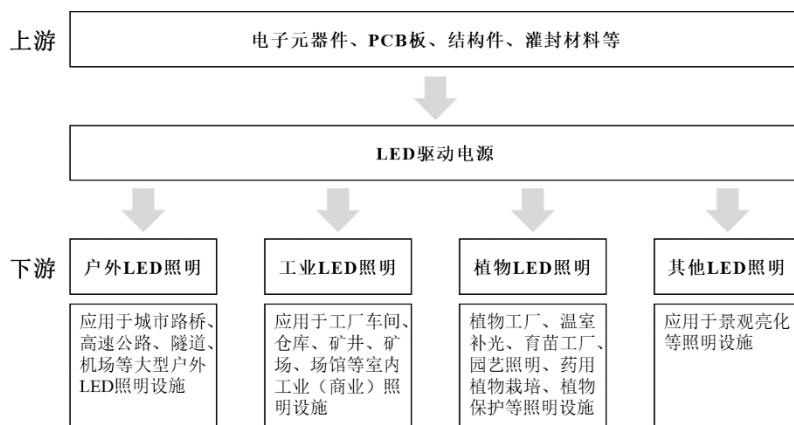 上游
电子元器件、PCB板、结构件、灌封材料等
LED驱动电源
下游
户外LED照明
工业LED照明
植物LED照明
其他LED照明
应用于城市路桥、
高速公路、隧道、
机场等大型户外
LED照明设施
应用于工厂车间、
仓库、矿井、矿
场、场馆等室内
工业（商业）照
明设施
植物工厂、温室
补光、育苗工厂、
园艺照明、药用
植物栽培、植物
保护等照明设施
应用于景观亮化
等照明设施